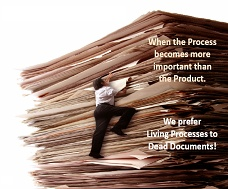 When the Process
becomes more
important than
the Product.
We prefer
Living Processes to
Dead Documents!